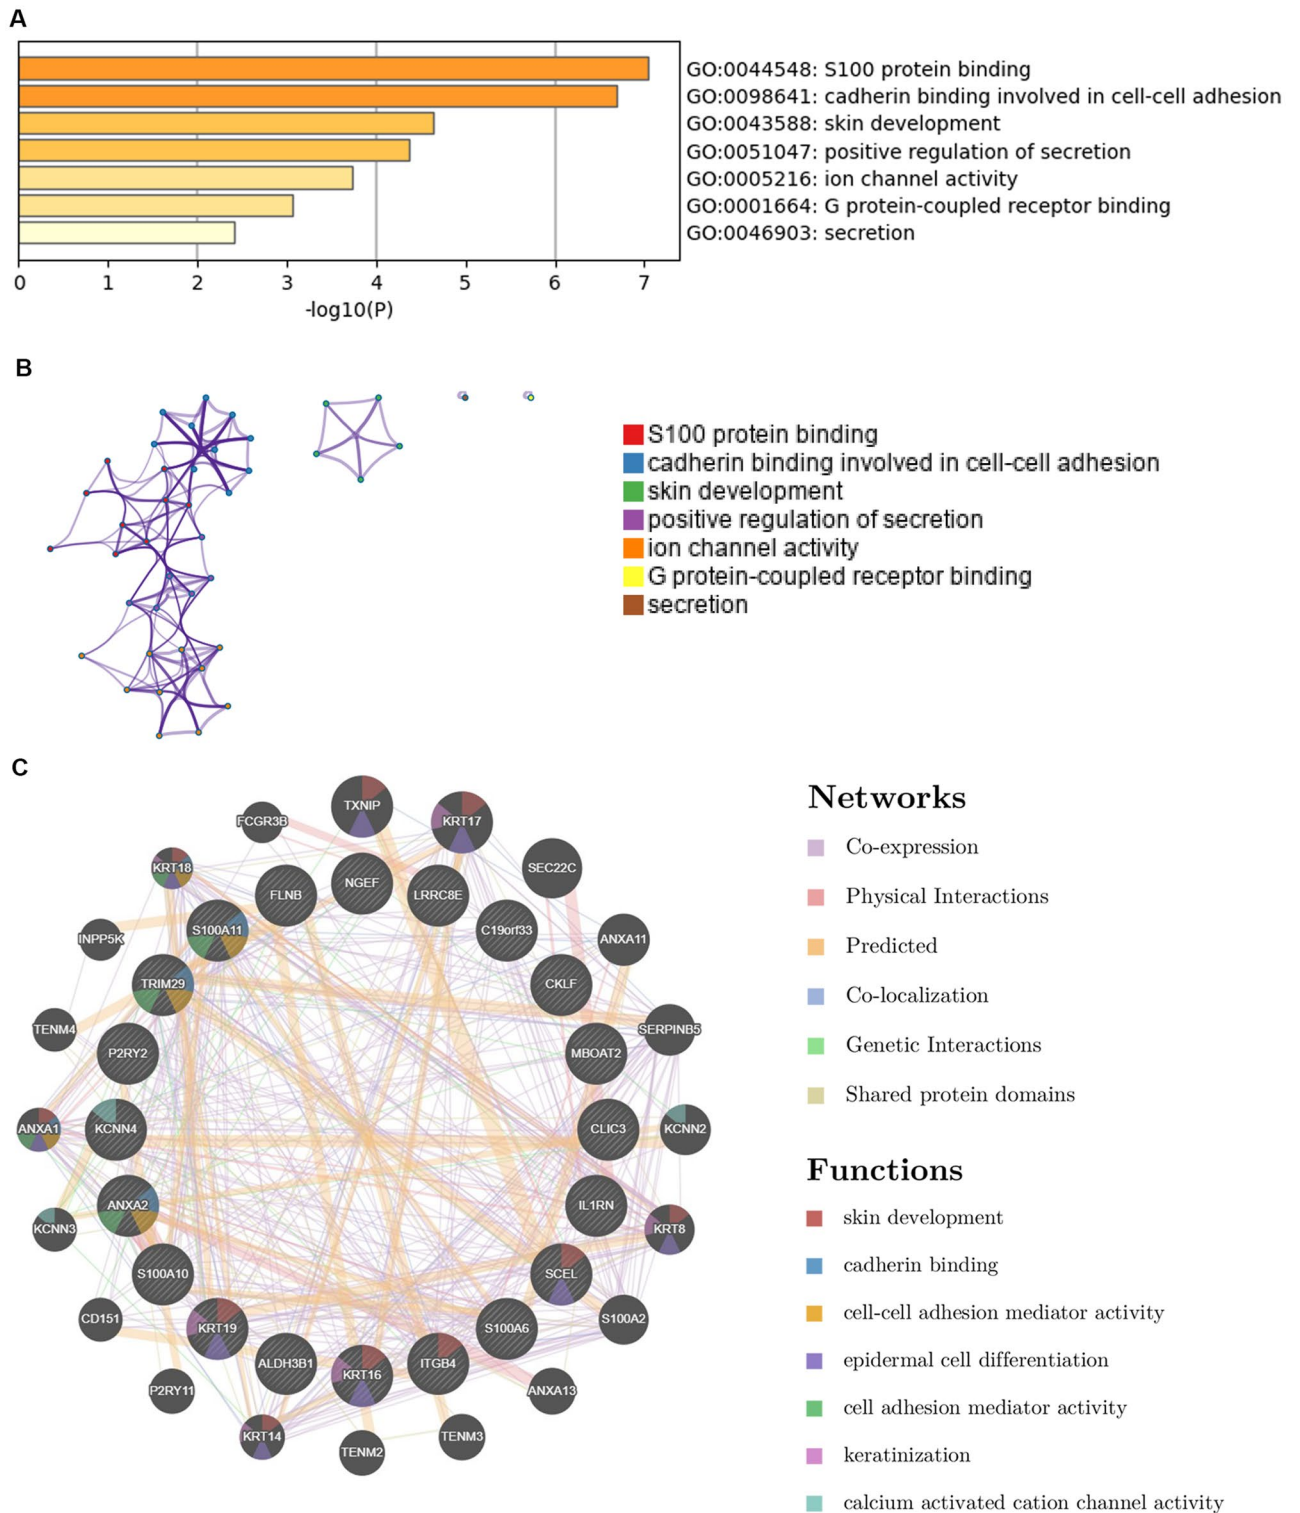 A
GO:0044548: S100 protein binding
GO:0098641: cadherin binding involved in cell-cell adhesion
GO:0043588: skin development
GO:0051047: positive regulation of secretion
GO:0005216: ion channel activity
GO:0001664: G protein-coupled receptor binding
GO:0046903: secretion
0 1 2 3 4 5 6 7
-log10(P)
B
S100 protein binding
cadherin binding involved in cell-cell adhesion
skin development
positive regulation of secretion
ion channel activity
G protein-coupled receptor binding
secretion
C
TXNIP
FCGR3B
KRT17
KRT18
SEC22C
NGEF
FLNB
LRRC8E
S100A11
C19orf33
INPP5K
ANXA11
TRIM29
CKLF
TENM4
SERPINB5
P2RY2
MBOAT2
ANXA1
KCNN4
CLIC3
KCNN2
ANXA2
IL1RN
KCNN3
KRT8
S100A10
SCEL
CD151
KRT19
S100A6
S100A2
ALDH3B1
KRT16
ITGB4
P2RY11
ANXA13
KRT14
TENM2
TENM3
Networks
Co-expression
Physical Interactions
Predicted
Co-localization
Genetic Interactions
Shared protein domains
Functions
skin development
cadherin binding
cell-cell adhesion mediator activity
epidermal cell differentiation
cell adhesion mediator activity
keratinization
calcium activated cation channel activity